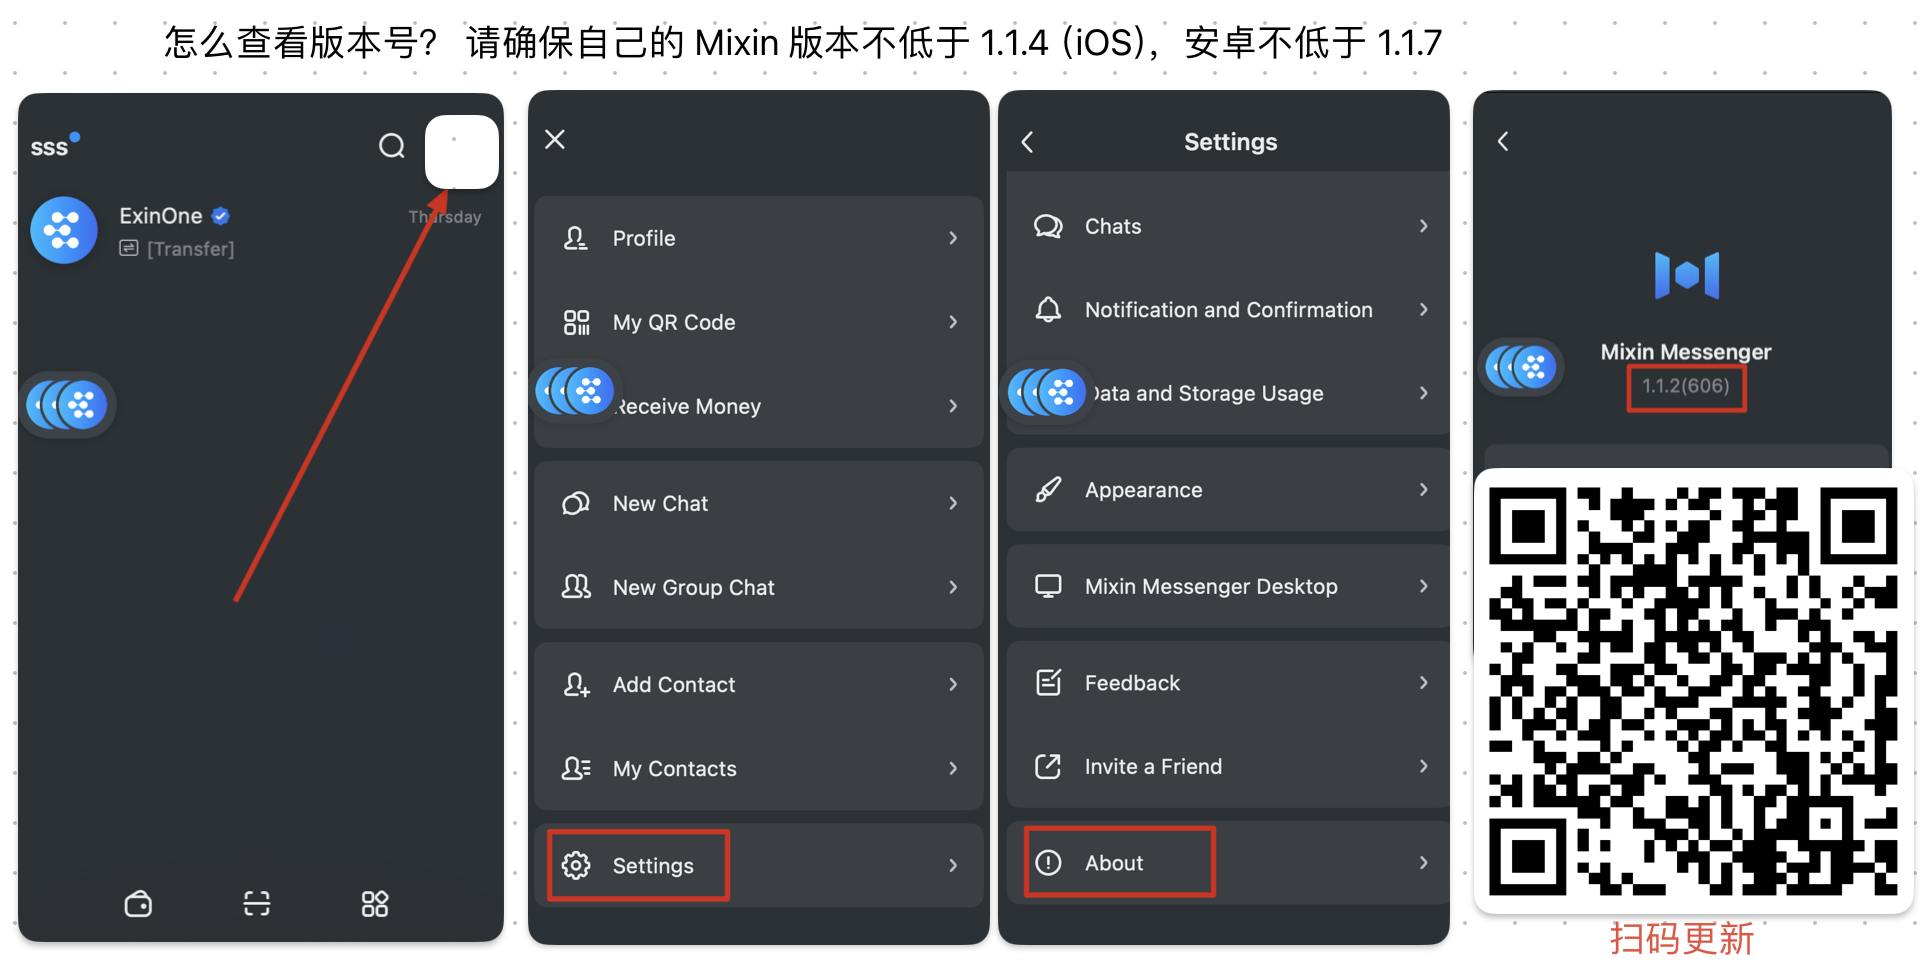 怎么查看版本号? 请确保自己的 Mixin 版本不低于 1.1.4 (iOS)，安卓不低于 1.1.7
sss
ExinOne
Thursday
[Transfer]
Profile
My QR Code
Receive Money
New Chat
New Group Chat
Add Contact
My Contacts
Settings
Settings
Chats
Notification and Confirmation
Data and Storage Usage
Appearance
Mixin Messenger Desktop
Feedback
Invite a Friend
About
Mixin Messenger
1.1.2(606)
扫码更新